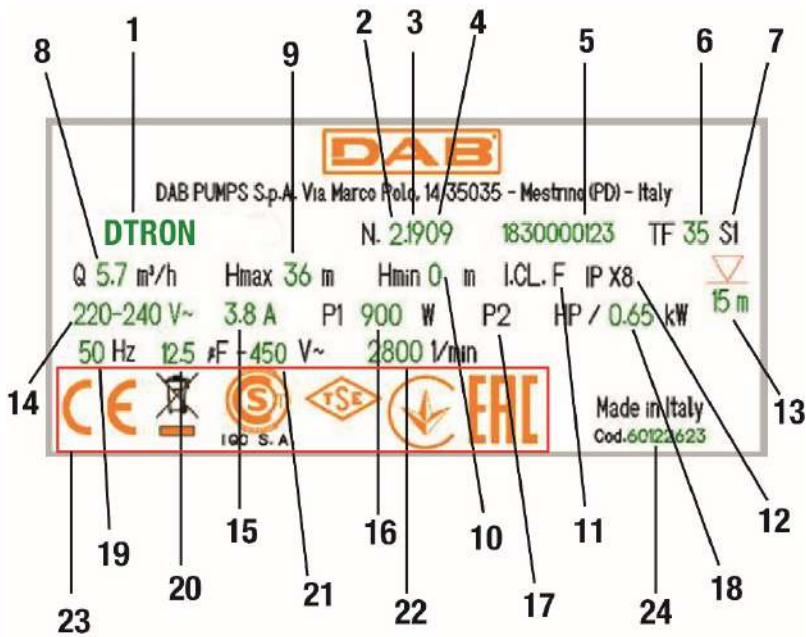 1 2 3 4 5 6 7
8 9
DAB
DAB PUMPS S.p.A. Via Marco Polo, 14/35035 - Mestrino (PD) - Italy
DTRON N. 2.1909 1830000123 TF 35 S1
Q 5.7 m³/h Hmax 36 m Hmin 0 m I.CL. F IP X8
15 m
220-240 V~ 3.8 A P1 900 W P2 HP / 0.65 kW
50 Hz 12.5 µF - 450 V~ 2800 1/min
CE S TSE EAC
IQC S.A.
Made in Italy
Cod.60122623
14 13
15 16 10 11 12
19 20 21 22 17 18
23 24